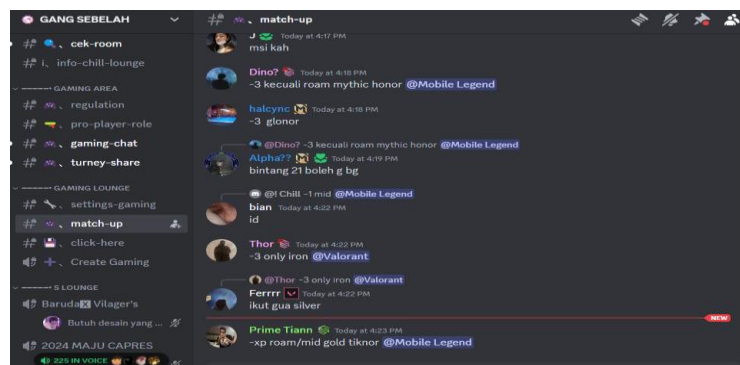 GANG SEBELAH
cek-room
info-chill-lounge
GAMING AREA
regulation
pro-player-role
gaming-chat
turney-share
GAMING LOUNGE
settings-gaming
match-up
click-here
Create Gaming
S LOUNGE
Baruda Vilager's
Butuh desain yang ...
2024 MAJU CAPRES
225 IN VOICE
match-up
J Today at 4:17 PM
msi kah
Dino? Today at 4:18 PM
-3 kecuali roam mythic honor @Mobile Legend
halcync Today at 4:18 PM
-3 glonor
@Dino? -3 kecuali roam mythic honor @Mobile Legend
Alpha?? Today at 4:19 PM
bintang 21 boleh g bg
@! Chill -1 mid @Mobile Legend
bian Today at 4:22 PM
id
Thor Today at 4:22 PM
-3 only iron @Valorant
@Thor -3 only iron @Valorant
Ferrrr Today at 4:22 PM
ikut gua silver
NEW
Prime Tiann Today at 4:23 PM
-xp roam/mid gold tiknor @Mobile Legend